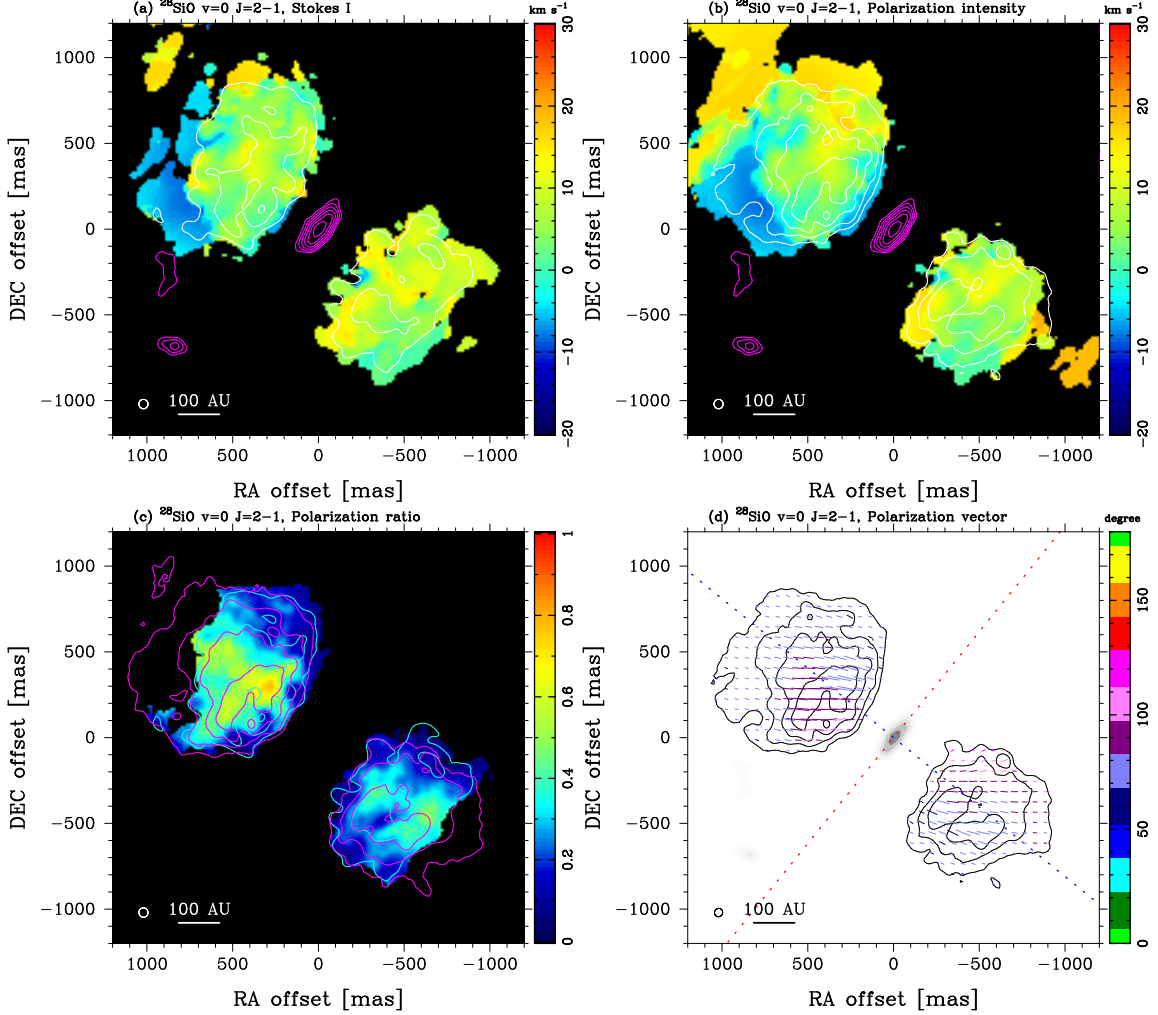 (a) ²⁸SiO v=0 J=2−1, Stokes I
km s⁻¹
(b) ²⁸SiO v=0 J=2−1, Polarization intensity
km s⁻¹
DEC offset [mas]
1000
500
0
−500
−1000
100 AU
1000 500 0 −500 −1000
RA offset [mas]
30
20
10
0
−10
−20
DEC offset [mas]
1000
500
0
−500
−1000
100 AU
1000 500 0 −500 −1000
RA offset [mas]
30
20
10
0
−10
−20
(c) ²⁸SiO v=0 J=2−1, Polarization ratio
(d) ²⁸SiO v=0 J=2−1, Polarization vector
degree
DEC offset [mas]
1000
500
0
−500
−1000
100 AU
1000 500 0 −500 −1000
RA offset [mas]
1
0.8
0.6
0.4
0.2
0
DEC offset [mas]
1000
500
0
−500
−1000
100 AU
1000 500 0 −500 −1000
RA offset [mas]
150
100
50
0